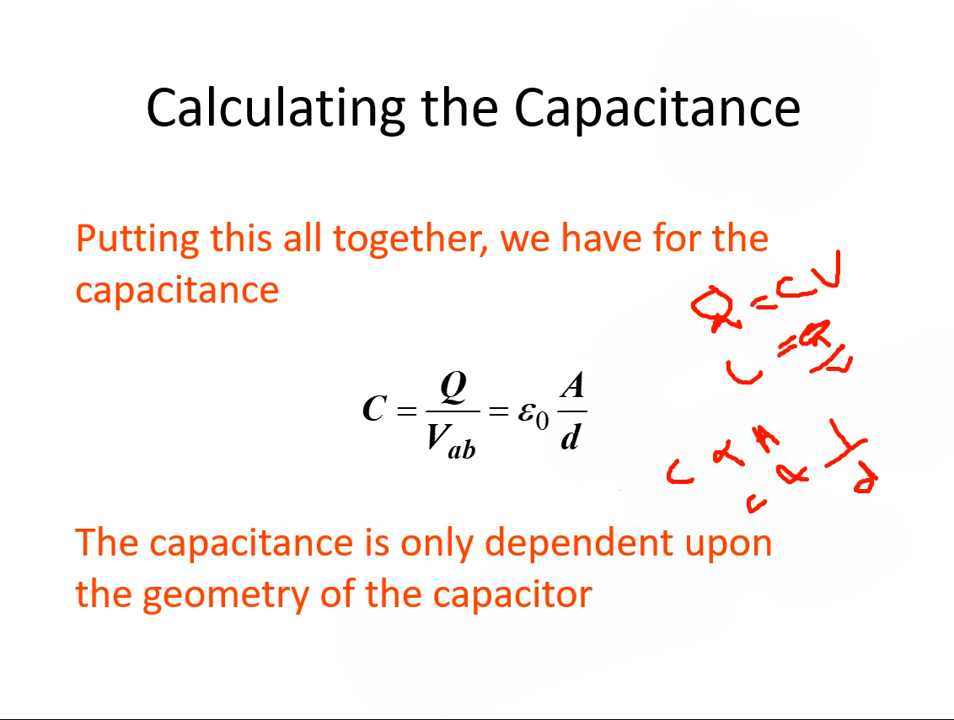 Calculating the Capacitance
Putting this all together, we have for the
capacitance
Q = CV
C = Q/V
C = Q/V_ab = ε₀ A/d
C ∝ A
C ∝ 1/d
The capacitance is only dependent upon
the geometry of the capacitor